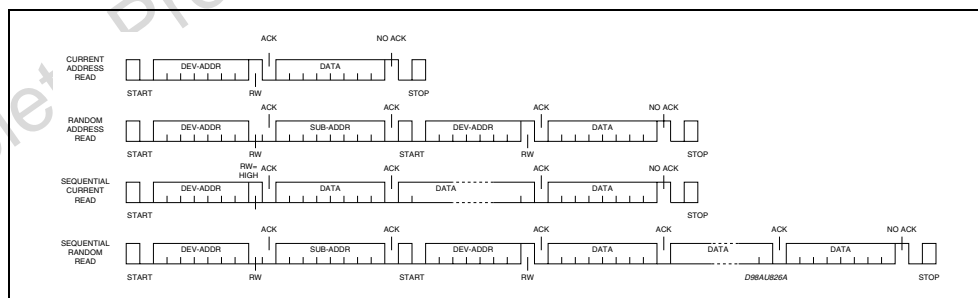 ACK NO ACK
CURRENT
ADDRESS
READ
DEV-ADDR DATA
START RW STOP
ACK ACK ACK NO ACK
RANDOM
ADDRESS
READ
DEV-ADDR SUB-ADDR DEV-ADDR DATA
START RW START RW STOP
RW=
HIGH
ACK ACK ACK NO ACK
SEQUENTIAL
CURRENT
READ
DEV-ADDR DATA DATA DATA
START STOP
ACK ACK ACK ACK ACK NO ACK
SEQUENTIAL
RANDOM
READ
DEV-ADDR SUB-ADDR DEV-ADDR DATA DATA DATA
START RW START RW D98AU826A STOP